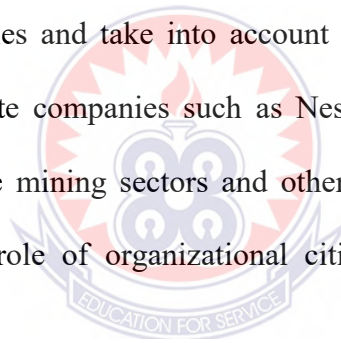 es and take into account
te companies such as Nes
e mining sectors and other
role of organizational citi
EDUCATION FOR SERVICE